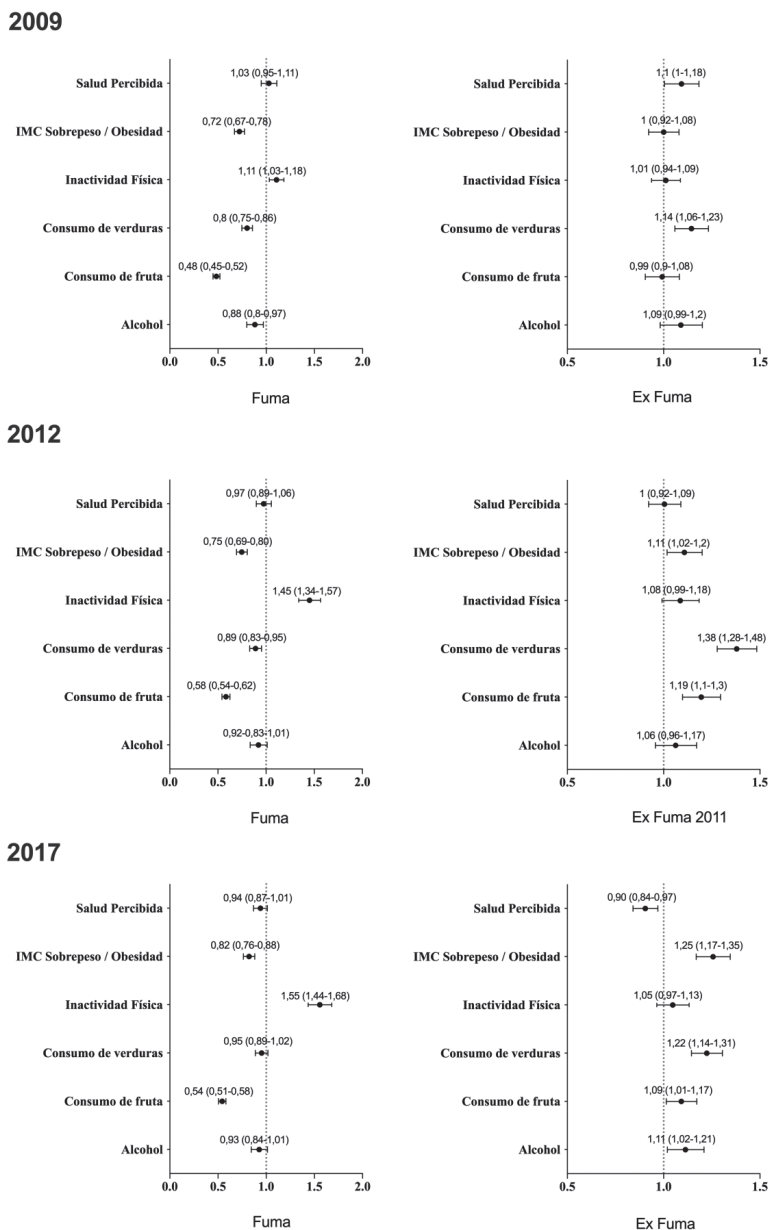 2009
Salud Percibida 1,03 (0,95-1,11)
IMC Sobrepeso / Obesidad 0,72 (0,67-0,78)
Inactividad Física 1,11 (1,03-1,18)
Consumo de verduras 0,8 (0,75-0,86)
Consumo de fruta 0,48 (0,45-0,52)
Alcohol 0,88 (0,8-0,97)
0.0 0.5 1.0 1.5 2.0
Fuma
Salud Percibida 1,1 (1-1,18)
IMC Sobrepeso / Obesidad 1 (0,92-1,08)
Inactividad Física 1,01 (0,94-1,09)
Consumo de verduras 1,14 (1,06-1,23)
Consumo de fruta 0,99 (0,9-1,08)
Alcohol 1,09 (0,99-1,2)
0.5 1.0 1.5
Ex Fuma
2012
Salud Percibida 0,97 (0,89-1,06)
IMC Sobrepeso / Obesidad 0,75 (0,69-0,80)
Inactividad Física 1,45 (1,34-1,57)
Consumo de verduras 0,89 (0,83-0,95)
Consumo de fruta 0,58 (0,54-0,62)
Alcohol 0,92-0,83-1,01)
0.0 0.5 1.0 1.5 2.0
Fuma
Salud Percibida 1 (0,92-1,09)
IMC Sobrepeso / Obesidad 1,11 (1,02-1,2)
Inactividad Física 1,08 (0,99-1,18)
Consumo de verduras 1,38 (1,28-1,48)
Consumo de fruta 1,19 (1,1-1,3)
Alcohol 1,06 (0,96-1,17)
0.5 1.0 1.5
Ex Fuma 2011
2017
Salud Percibida 0,94 (0,87-1,01)
IMC Sobrepeso / Obesidad 0,82 (0,76-0,88)
Inactividad Física 1,55 (1,44-1,68)
Consumo de verduras 0,95 (0,89-1,02)
Consumo de fruta 0,54 (0,51-0,58)
Alcohol 0,93 (0,84-1,01)
0.0 0.5 1.0 1.5 2.0
Fuma
Salud Percibida 0,90 (0,84-0,97)
IMC Sobrepeso / Obesidad 1,25 (1,17-1,35)
Inactividad Física 1,05 (0,97-1,13)
Consumo de verduras 1,22 (1,14-1,31)
Consumo de fruta 1,09 (1,01-1,17)
Alcohol 1,11 (1,02-1,21)
0.5 1.0 1.5
Ex Fuma